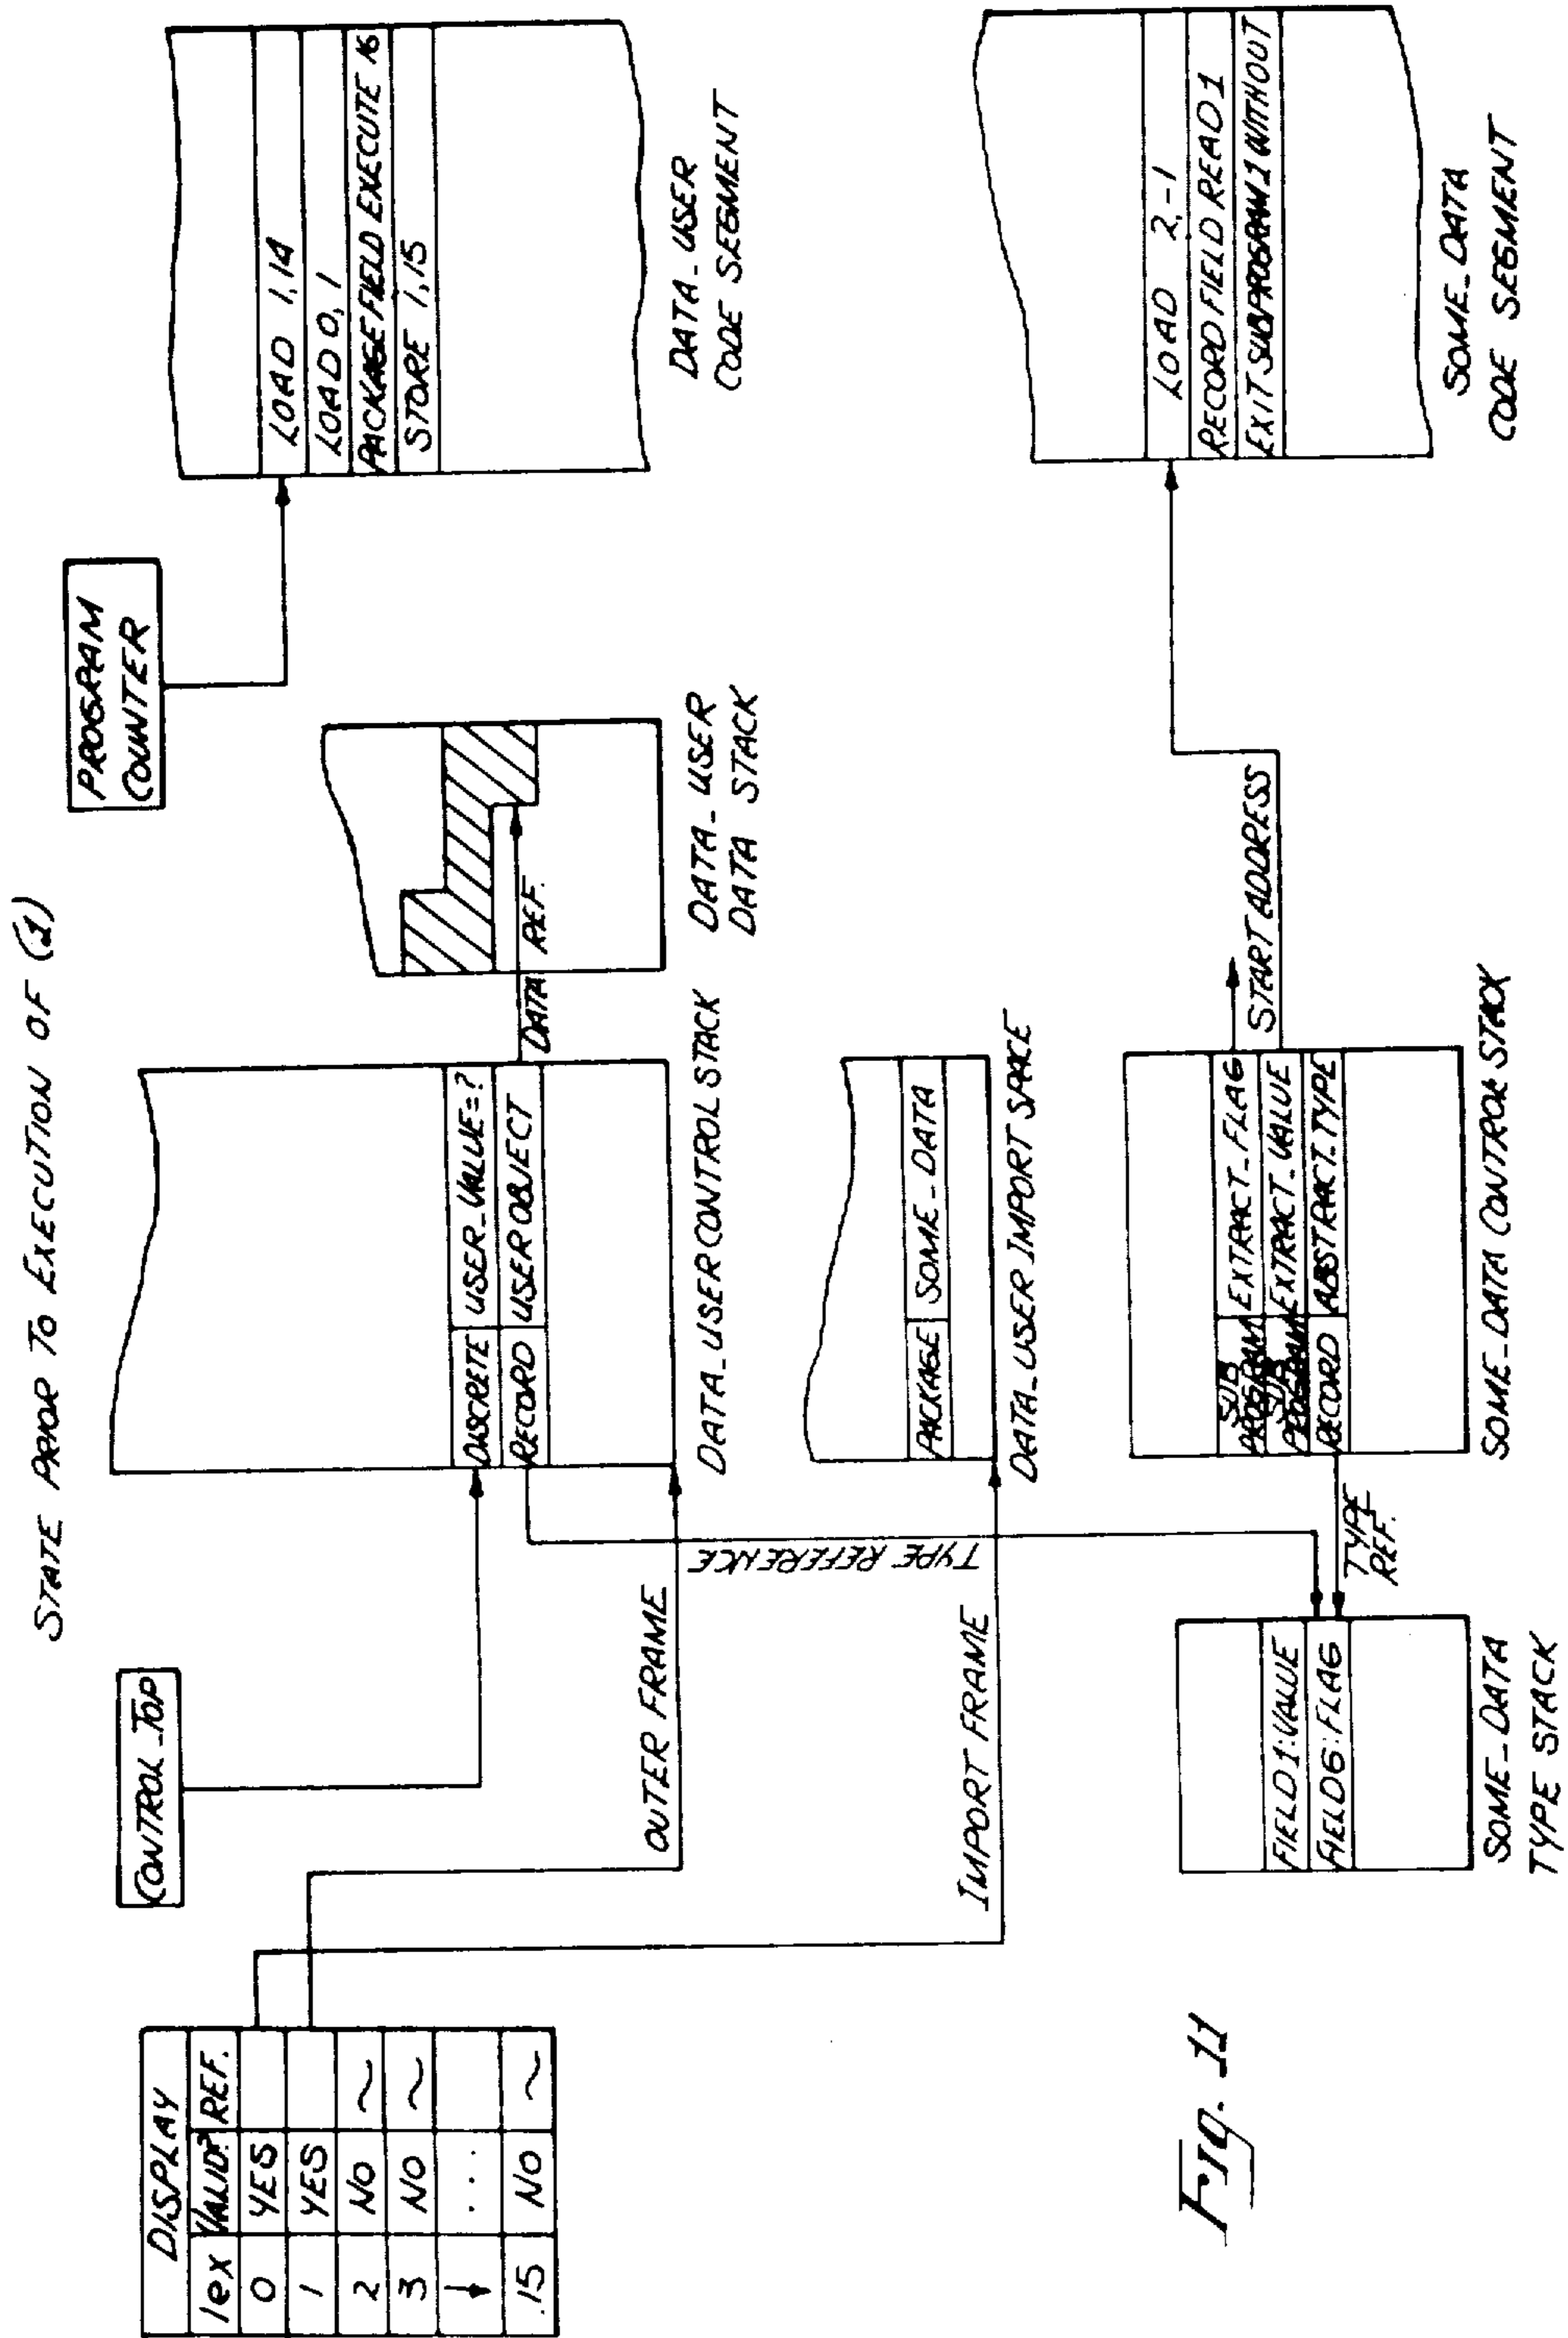 STATE PRIOR TO EXECUTION OF (1)
DISPLAY
lex VALID? REF.
0 YES
1 YES
2 NO ~
3 NO ~
↓ ...
15 NO ~
CONTROL_TOP
OUTER FRAME
IMPORT FRAME
TYPE REFERENCE
DISCRETE USER_VALUE=?
RECORD USER OBJECT
DATA_USER CONTROL STACK
DATA REF.
DATA_USER
DATA STACK
PROGRAM
COUNTER
LOAD 1,14
LOAD 0,1
PACKAGE FIELD EXECUTE 16
STORE 1,15
DATA_USER
CODE SEGMENT
PACKAGE SOME_DATA
DATA_USER IMPORT SPACE
FIELD 1:VALUE
FIELD 6:FLAG
SOME_DATA
TYPE STACK
TYPE
REF.
SUB
PROGRAM EXTRACT_FLAG
SUB
PROGRAM EXTRACT_VALUE
RECORD ABSTRACT_TYPE
SOME_DATA CONTROL STACK
START ADDRESS
LOAD 2,-1
RECORD FIELD READ 1
EXIT SUBPROGRAM 1 WITHOUT
SOME_DATA
CODE SEGMENT
Fig. 11